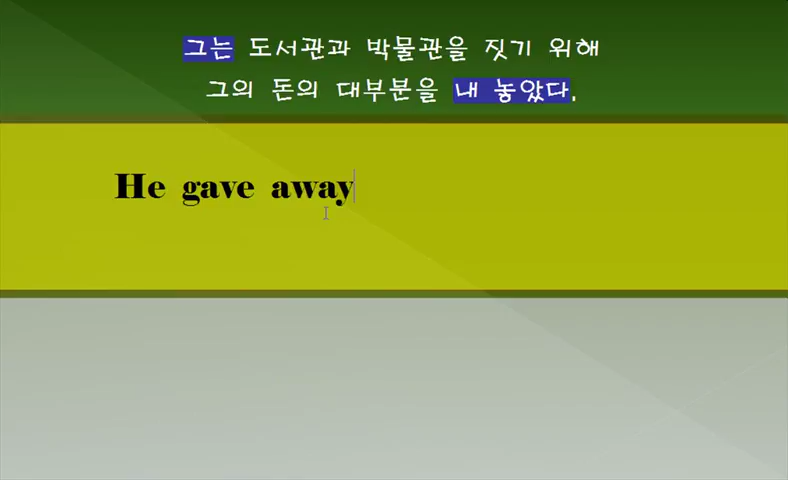 그는 도서관과 박물관을 짓기 위해
그의 돈의 대부분을 내 놓았다.
He gave away